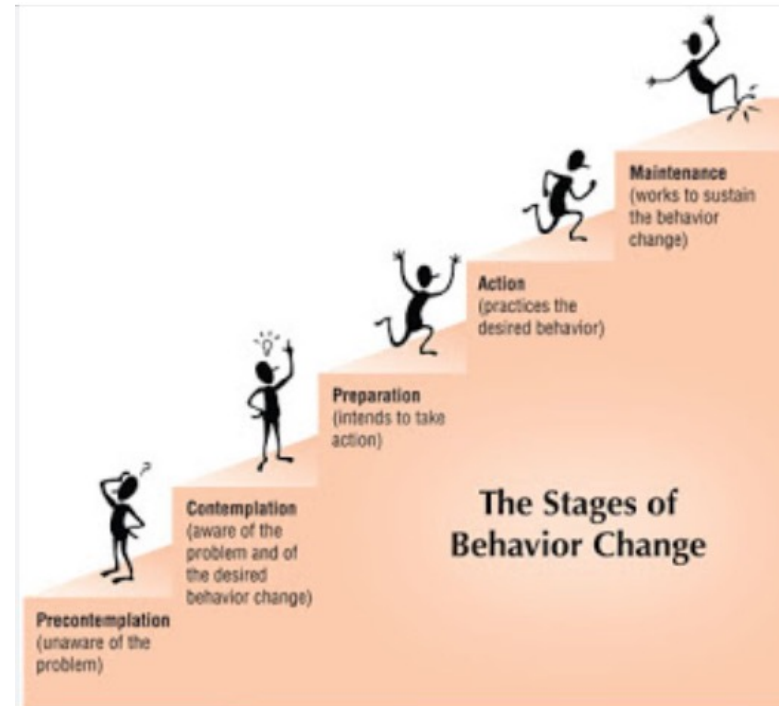 Maintenance
(works to sustain
the behavior
change)
Action
(practices the
desired behavior)
Preparation
(intends to take
action)
Contemplation
(aware of the
problem and of
the desired
behavior change)
Precontemplation
(unaware of the
problem)
The Stages of
Behavior Change
?